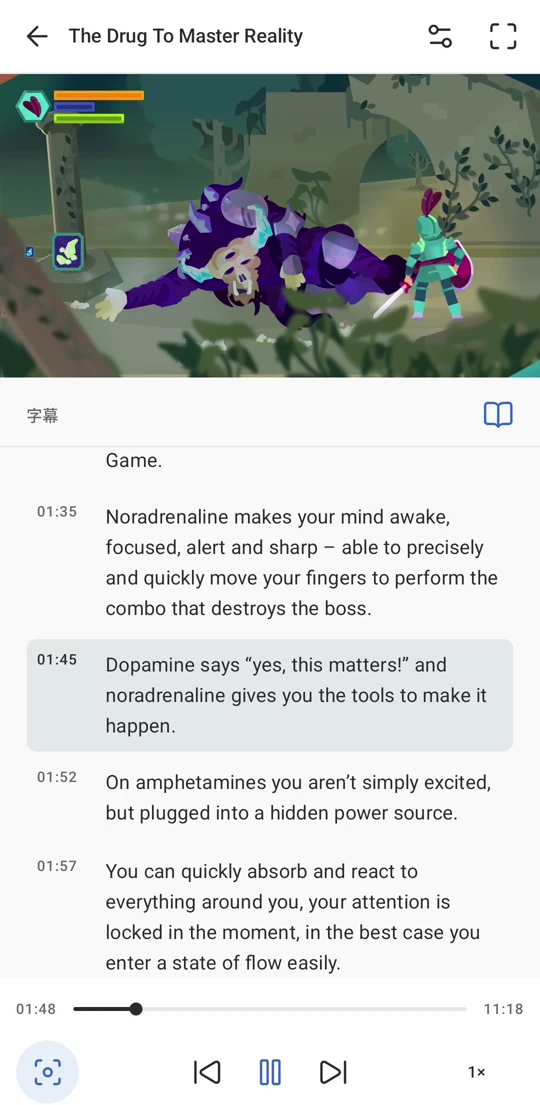 The Drug To Master Reality
字幕
Game.
01:35
Noradrenaline makes your mind awake,
focused, alert and sharp – able to precisely
and quickly move your fingers to perform the
combo that destroys the boss.
01:45
Dopamine says “yes, this matters!” and
noradrenaline gives you the tools to make it
happen.
01:52
On amphetamines you aren’t simply excited,
but plugged into a hidden power source.
01:57
You can quickly absorb and react to
everything around you, your attention is
locked in the moment, in the best case you
enter a state of flow easily.
01:48
11:18
1×